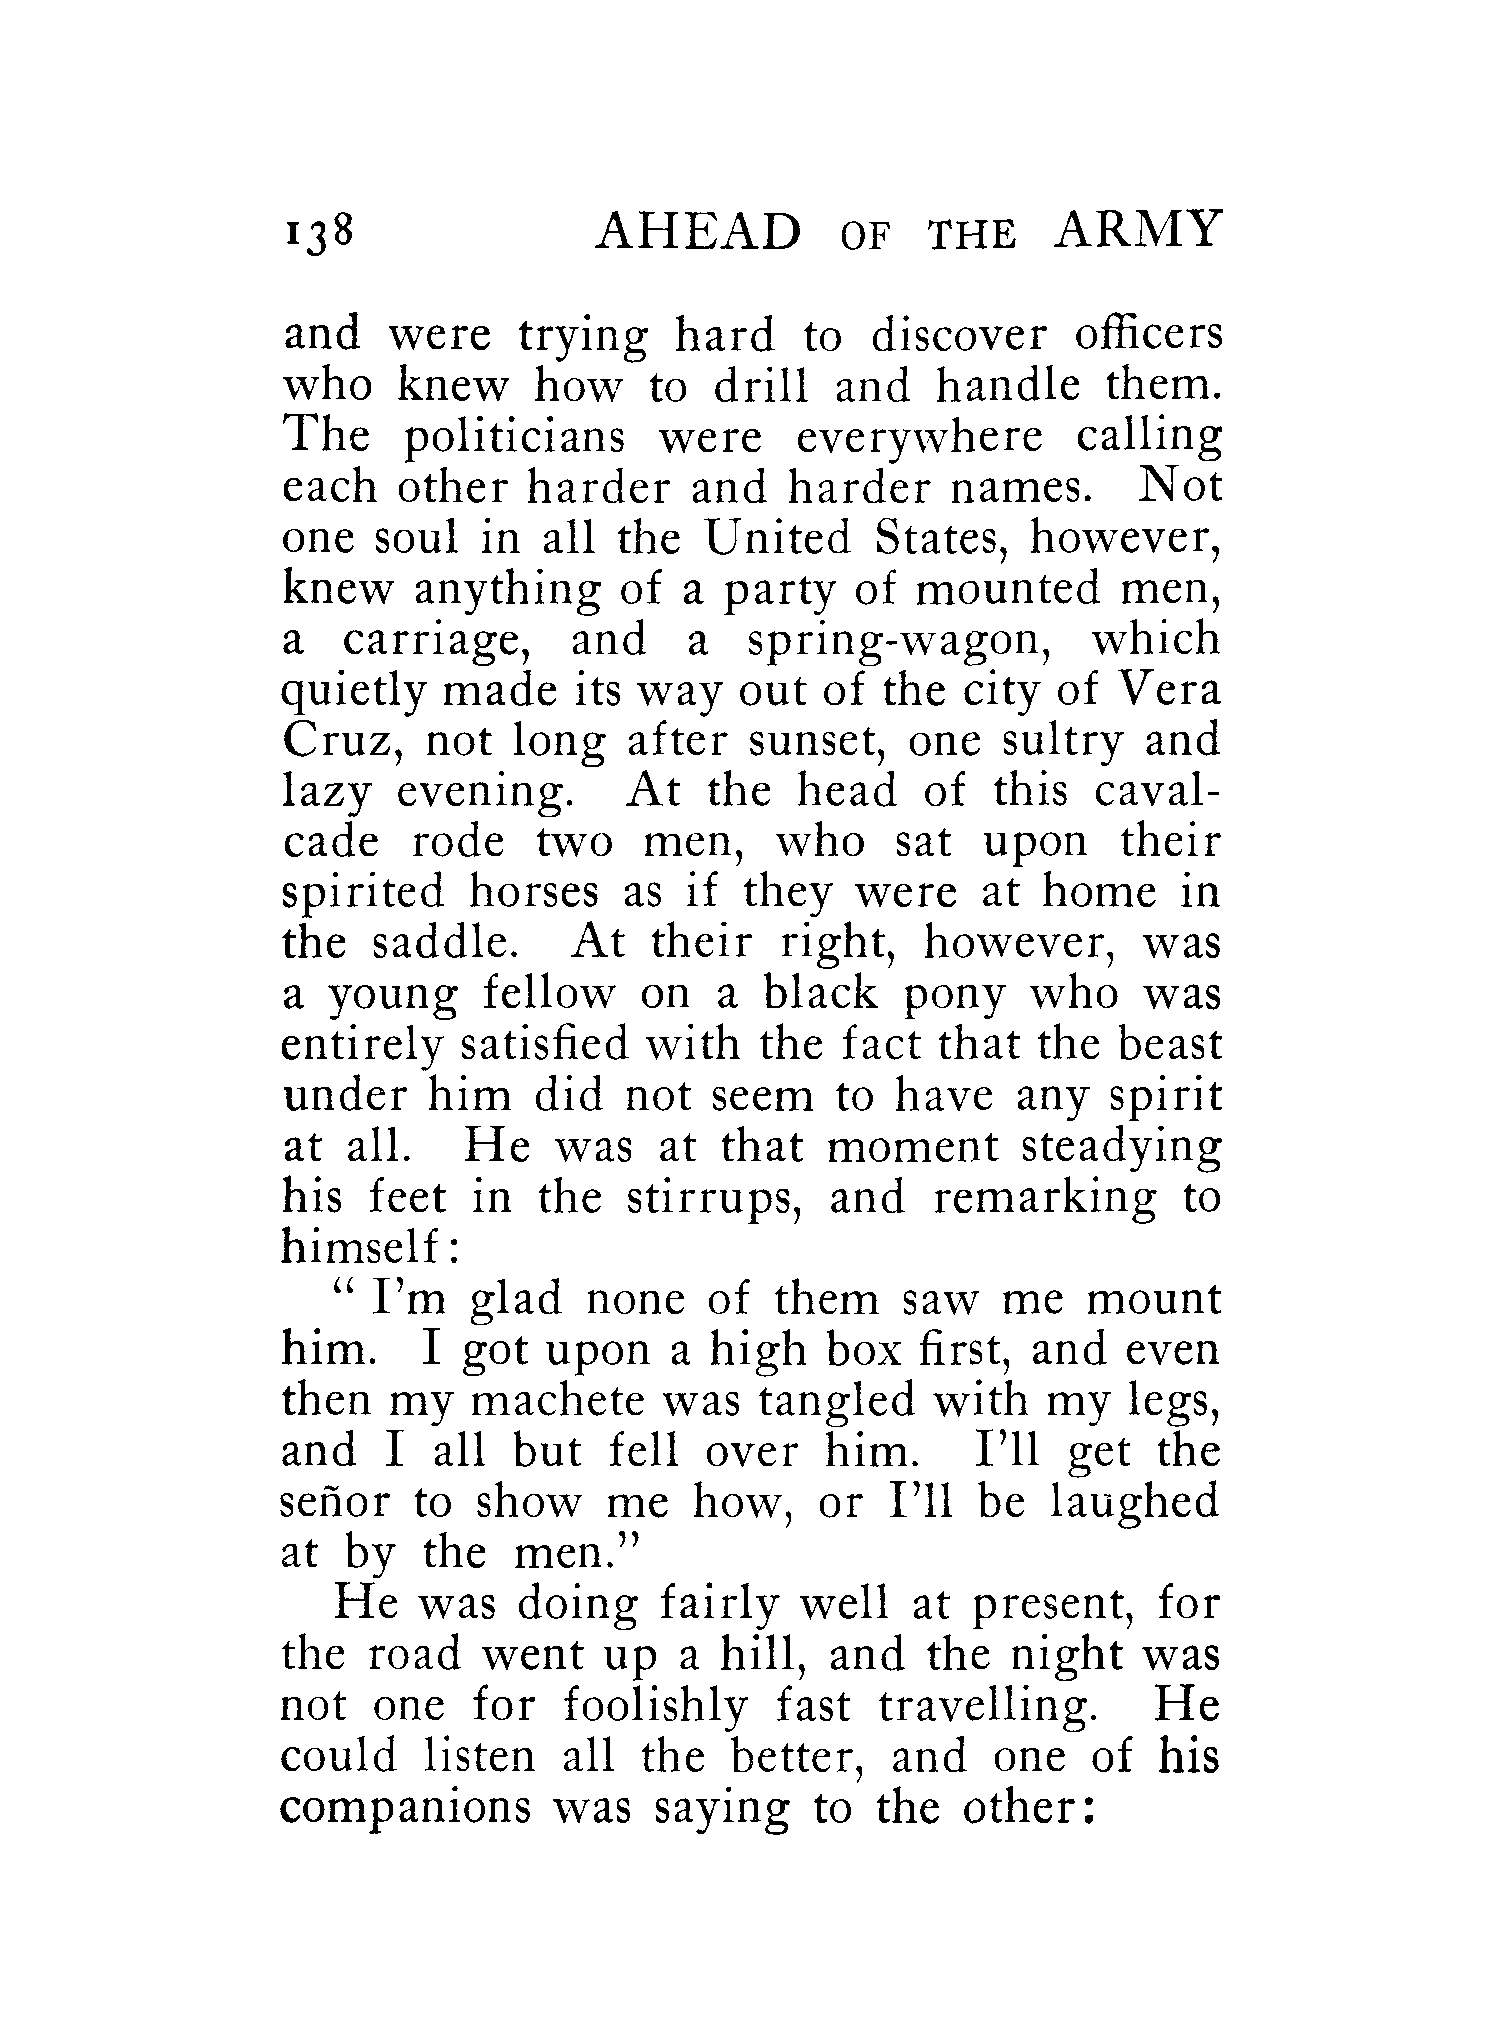 138 AHEAD OF THE ARMY
and were trying hard to discover officers
who knew how to drill and handle them.
The politicians were everywhere calling
each other harder and harder names. Not
one soul in all the United States, however,
knew anything of a party of mounted men,
a carriage, and a spring-wagon, which
quietly made its way out of the city of Vera
Cruz, not long after sunset, one sultry and
lazy evening. At the head of this caval-
cade rode two men, who sat upon their
spirited horses as if they were at home in
the saddle. At their right, however, was
a young fellow on a black pony who was
entirely satisfied with the fact that the beast
under him did not seem to have any spirit
at all. He was at that moment steadying
his feet in the stirrups, and remarking to
himself:
" I'm glad none of them saw me mount
him. I got upon a high box first, and even
then my machete was tangled with my legs,
and I all but fell over him. I'll get the
señor to show me how, or I'll be laughed
at by the men."
He was doing fairly well at present, for
the road went up a hill, and the night was
not one for foolishly fast travelling. He
could listen all the better, and one of his
companions was saying to the other: